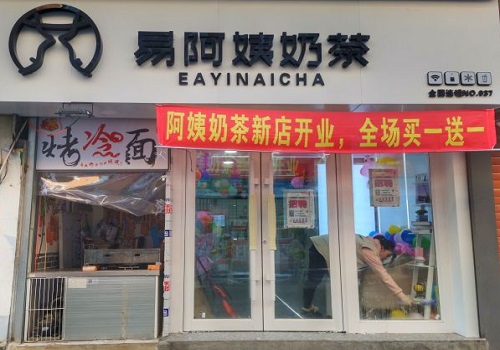 易阿姨奶茶
EAYINAICHA
全国连锁NO.937
阿姨奶茶新店开业，全场买一送一
烤冷面